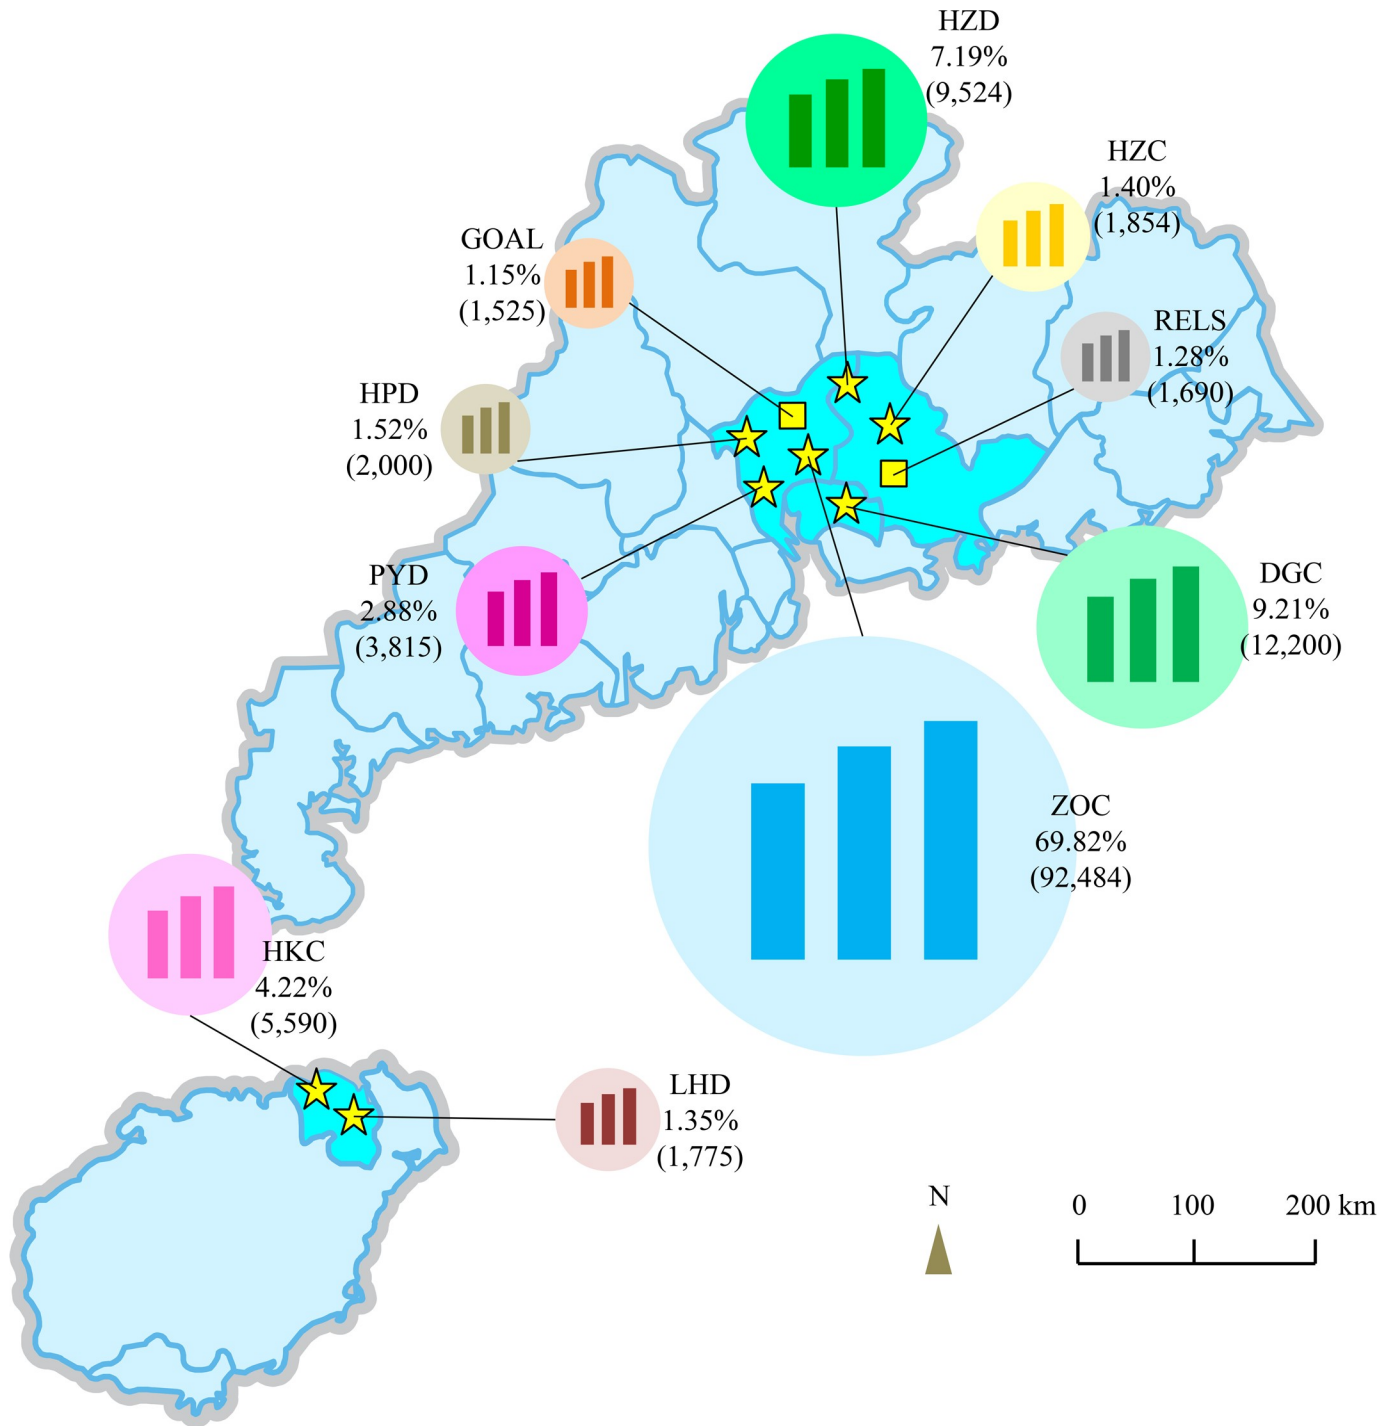 HZD
7.19%
(9,524)
HZC
1.40%
(1,854)
GOAL
1.15%
(1,525)
RELS
1.28%
(1,690)
HPD
1.52%
(2,000)
PYD
2.88%
(3,815)
DGC
9.21%
(12,200)
ZOC
69.82%
(92,484)
HKC
4.22%
(5,590)
LHD
1.35%
(1,775)
N
0 100 200 km